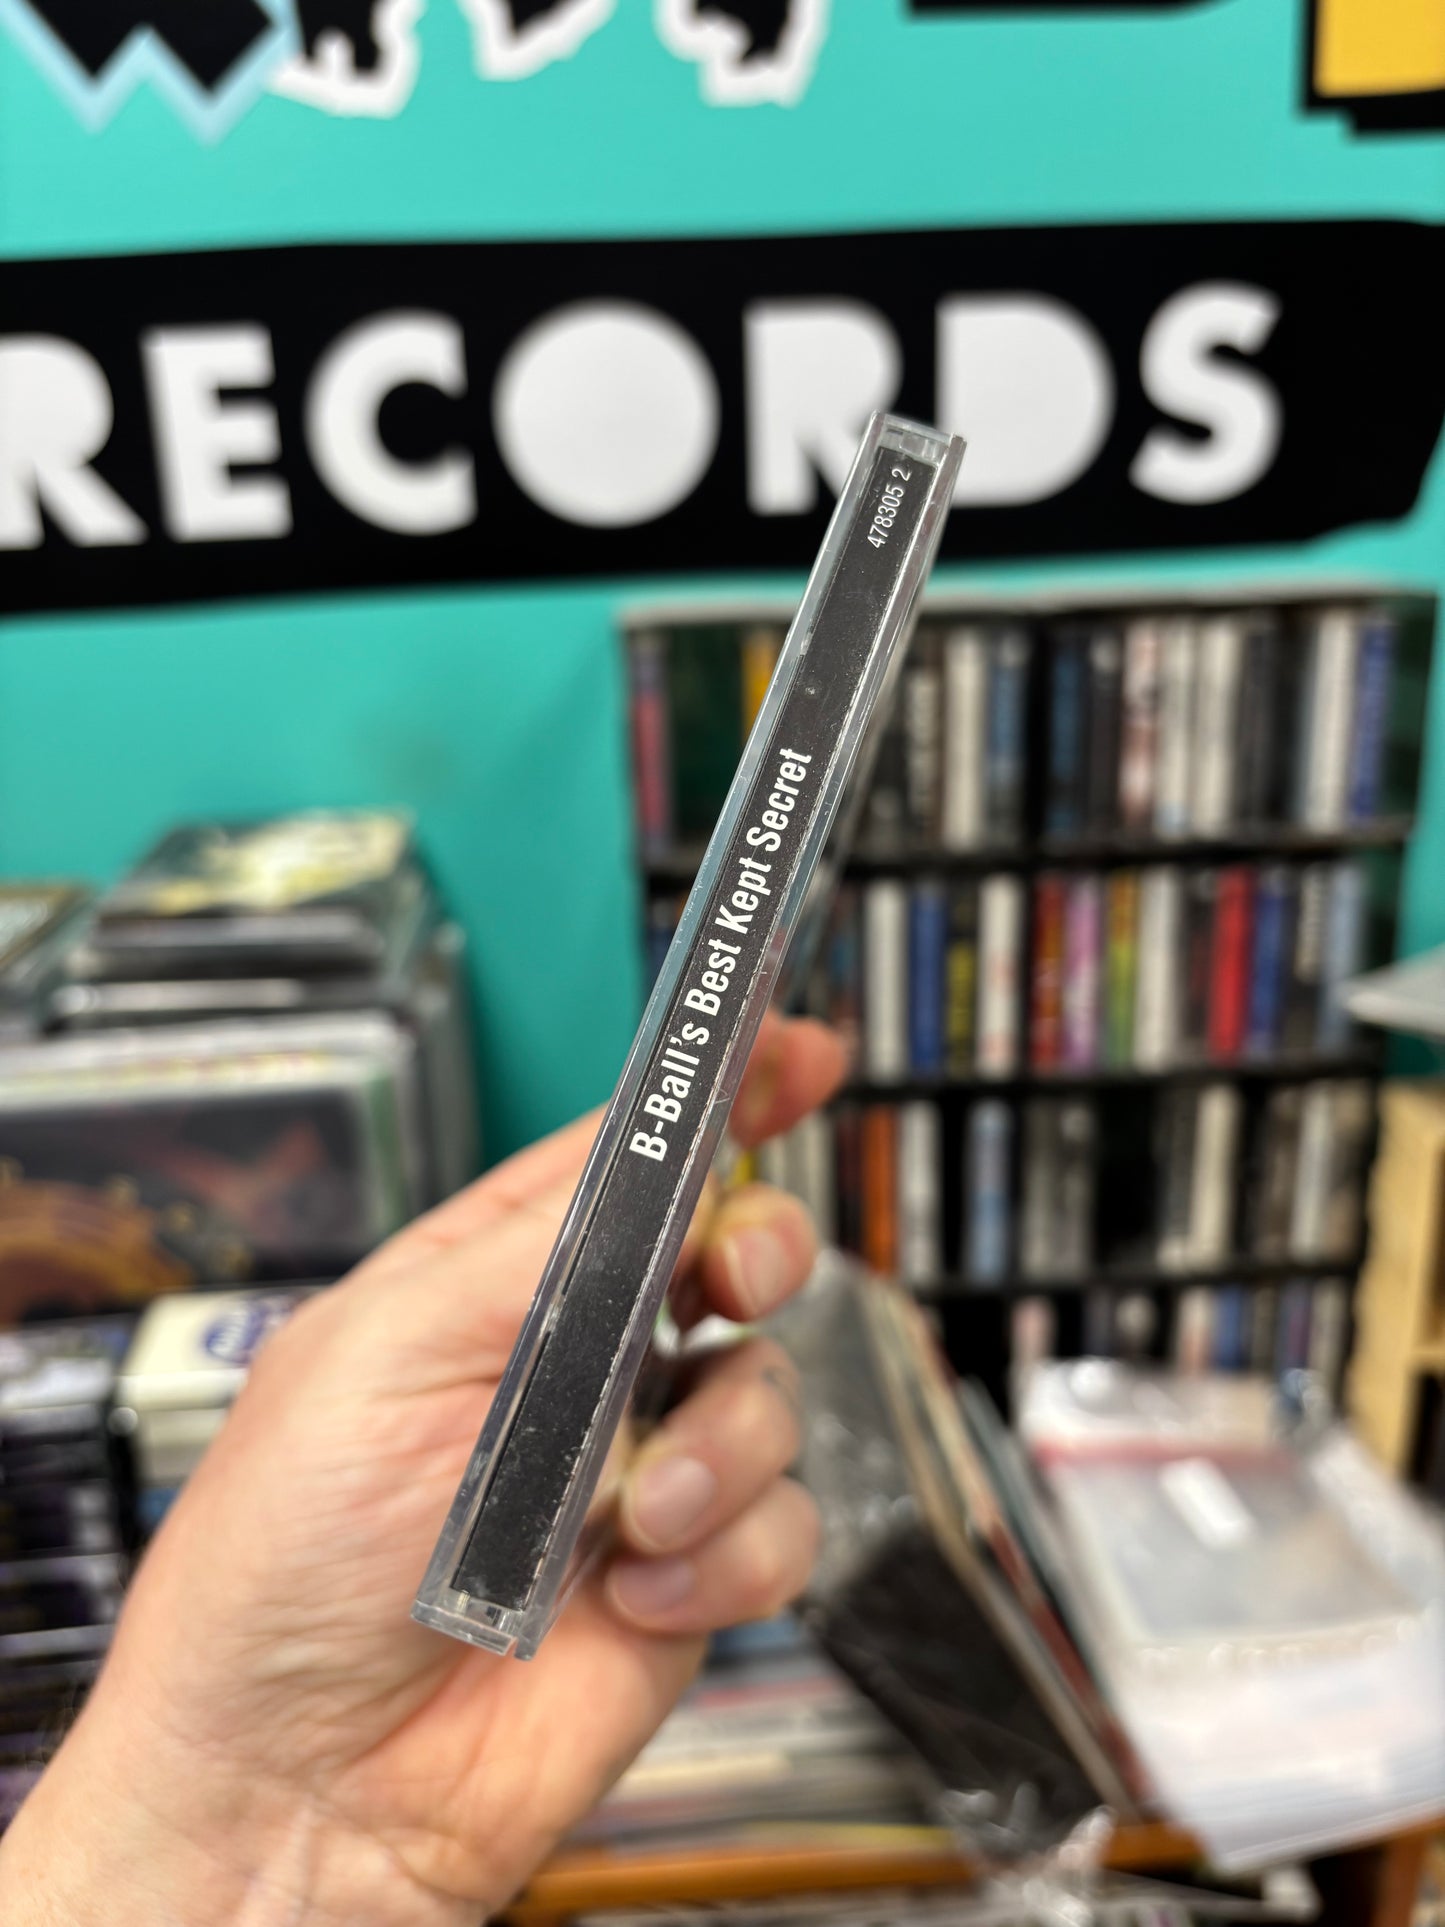 RECORDS
B-Ball's Best Kept Secret
478305 2